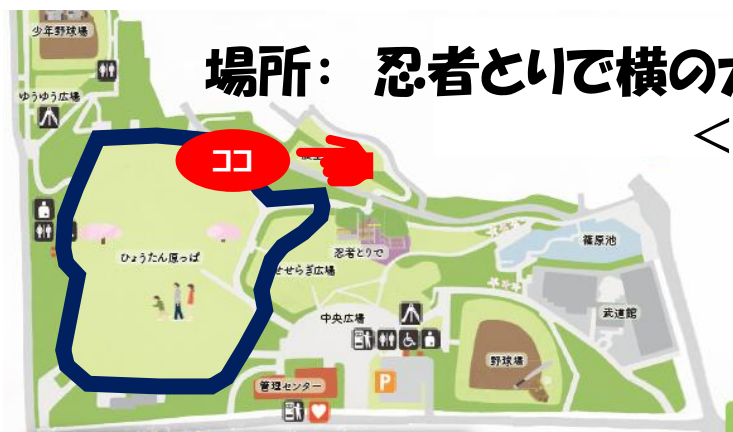 少年野球場
場所： 忍者とりで横の
ゆうゆう広場
ココ
ひょうたん原っぱ
忍者とりで
せせらぎ広場
篠原池
中央広場
武道館
野球場
管理センター
P